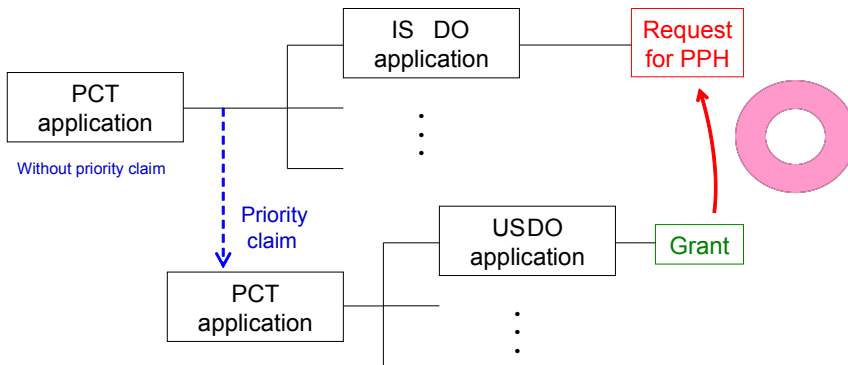 IS DO
application
Request
for PPH
PCT
application
Without priority claim
Priority
claim
USDO
application
Grant
PCT
application